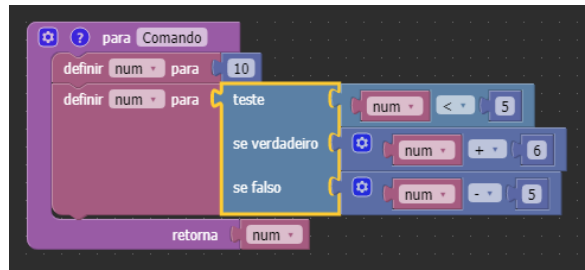 ? para Comando
definir num para 10
definir num para teste num < 5
se verdadeiro num + 6
se falso num - 5
retorna num